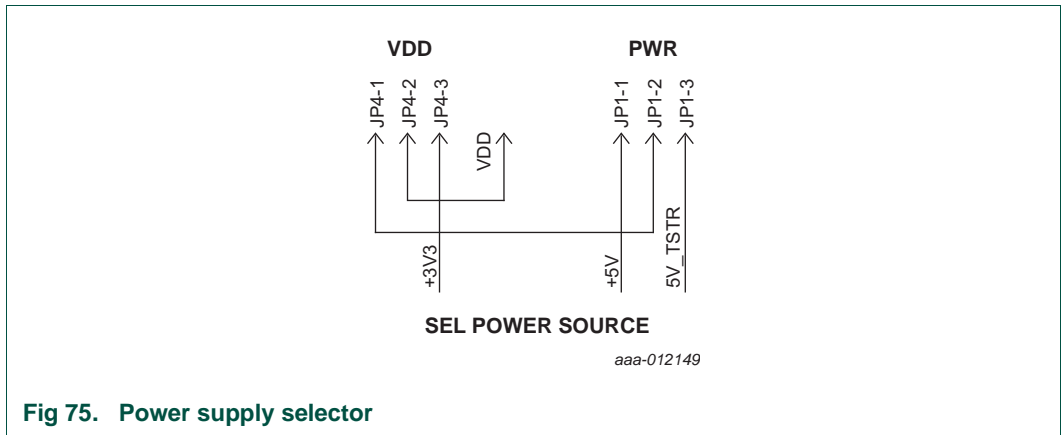 VDD PWR
JP4-1 JP4-2 JP4-3 JP1-1 JP1-2 JP1-3
VDD
+3V3 +5V 5V_TSTR
SEL POWER SOURCE
aaa-012149
Fig 75. Power supply selector